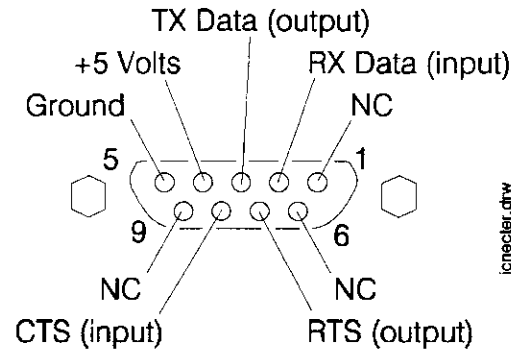 TX Data (output)
+5 Volts
RX Data (input)
Ground
NC
5
1
9
6
NC
NC
CTS (input)
RTS (output)
icnecter.drw